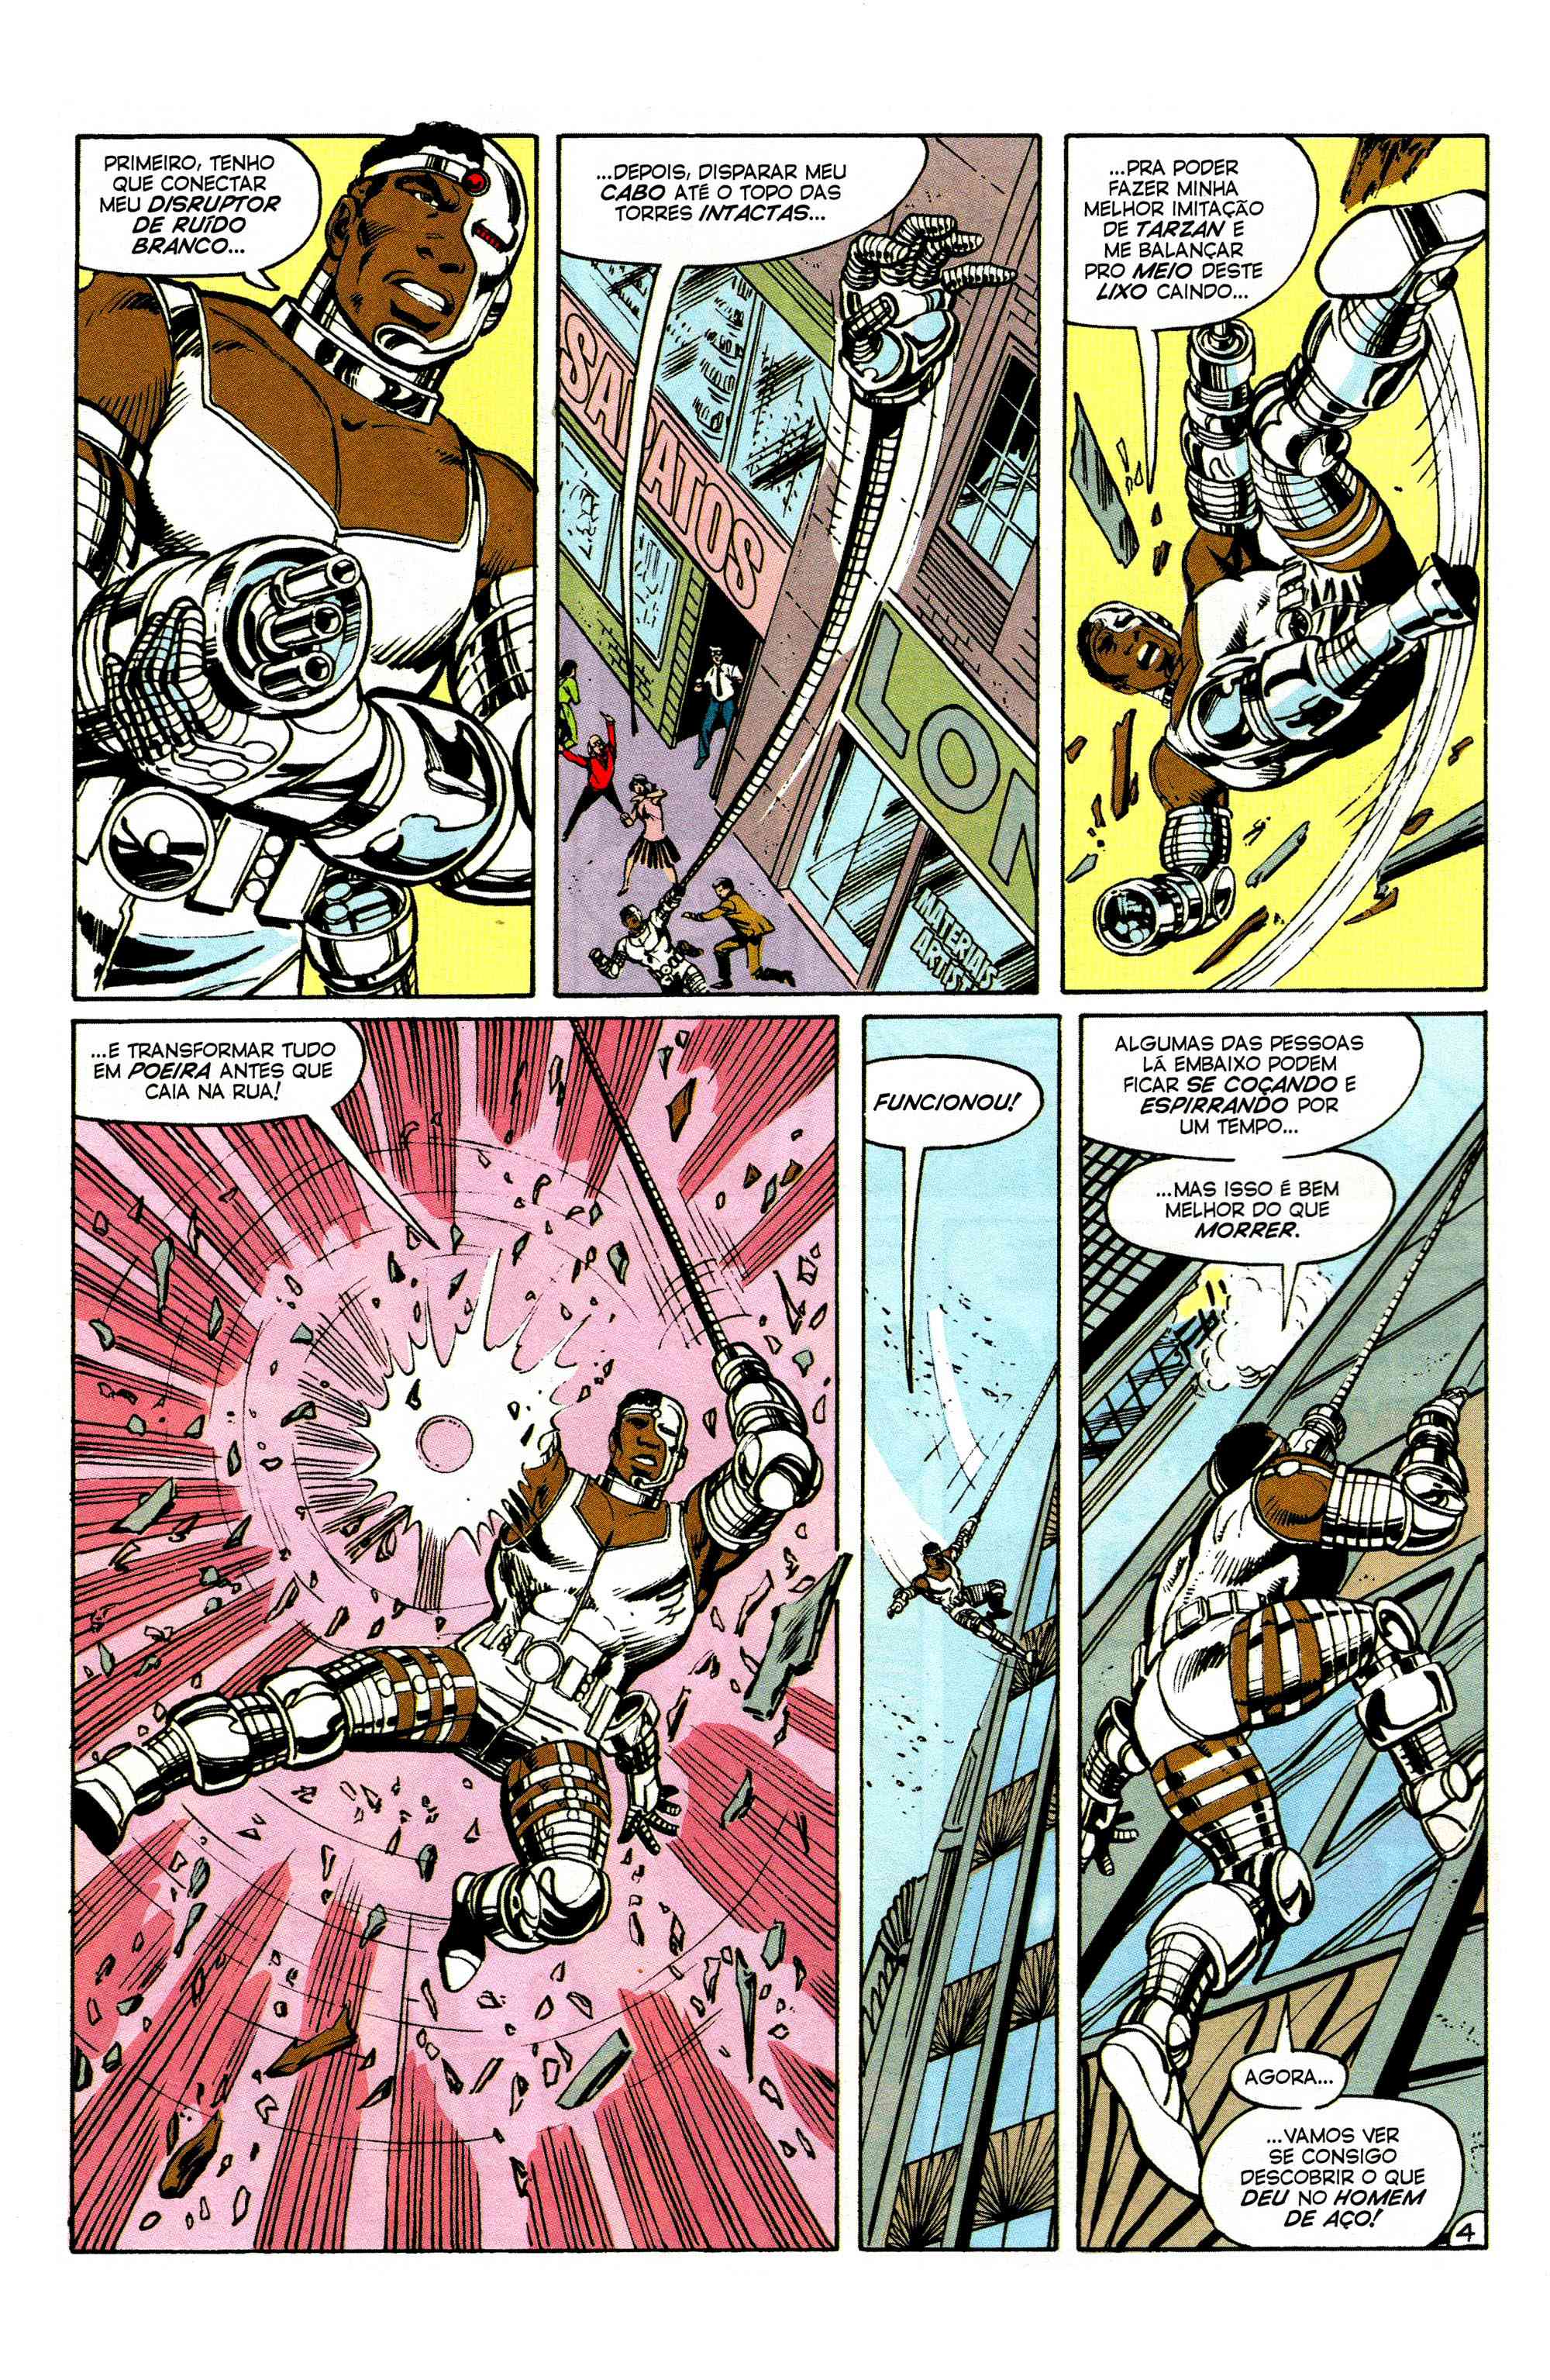 PRIMEIRO, TENHO
QUE CONECTAR
MEU DISRUPTOR
DE RUÍDO
BRANCO...
...DEPOIS, DISPARAR MEU
CABO ATÉ O TOPO DAS
TORRES INTACTAS...
SAPATOS
LON
MATERIAIS
ARTÍS
...PRA PODER
FAZER MINHA
MELHOR IMITAÇÃO
DE TARZAN E
ME BALANÇAR
PRO MEIO DESTE
LIXO CAINDO...
...E TRANSFORMAR TUDO
EM POEIRA ANTES QUE
CAIA NA RUA!
FUNCIONOU!
ALGUMAS DAS PESSOAS
LÁ EMBAIXO PODEM
FICAR SE COÇANDO E
ESPIRRANDO POR
UM TEMPO...
...MAS ISSO É BEM
MELHOR DO QUE
MORRER.
AGORA...
...VAMOS VER
SE CONSIGO
DESCOBRIR O QUE
DEU NO HOMEM
DE AÇO!
4